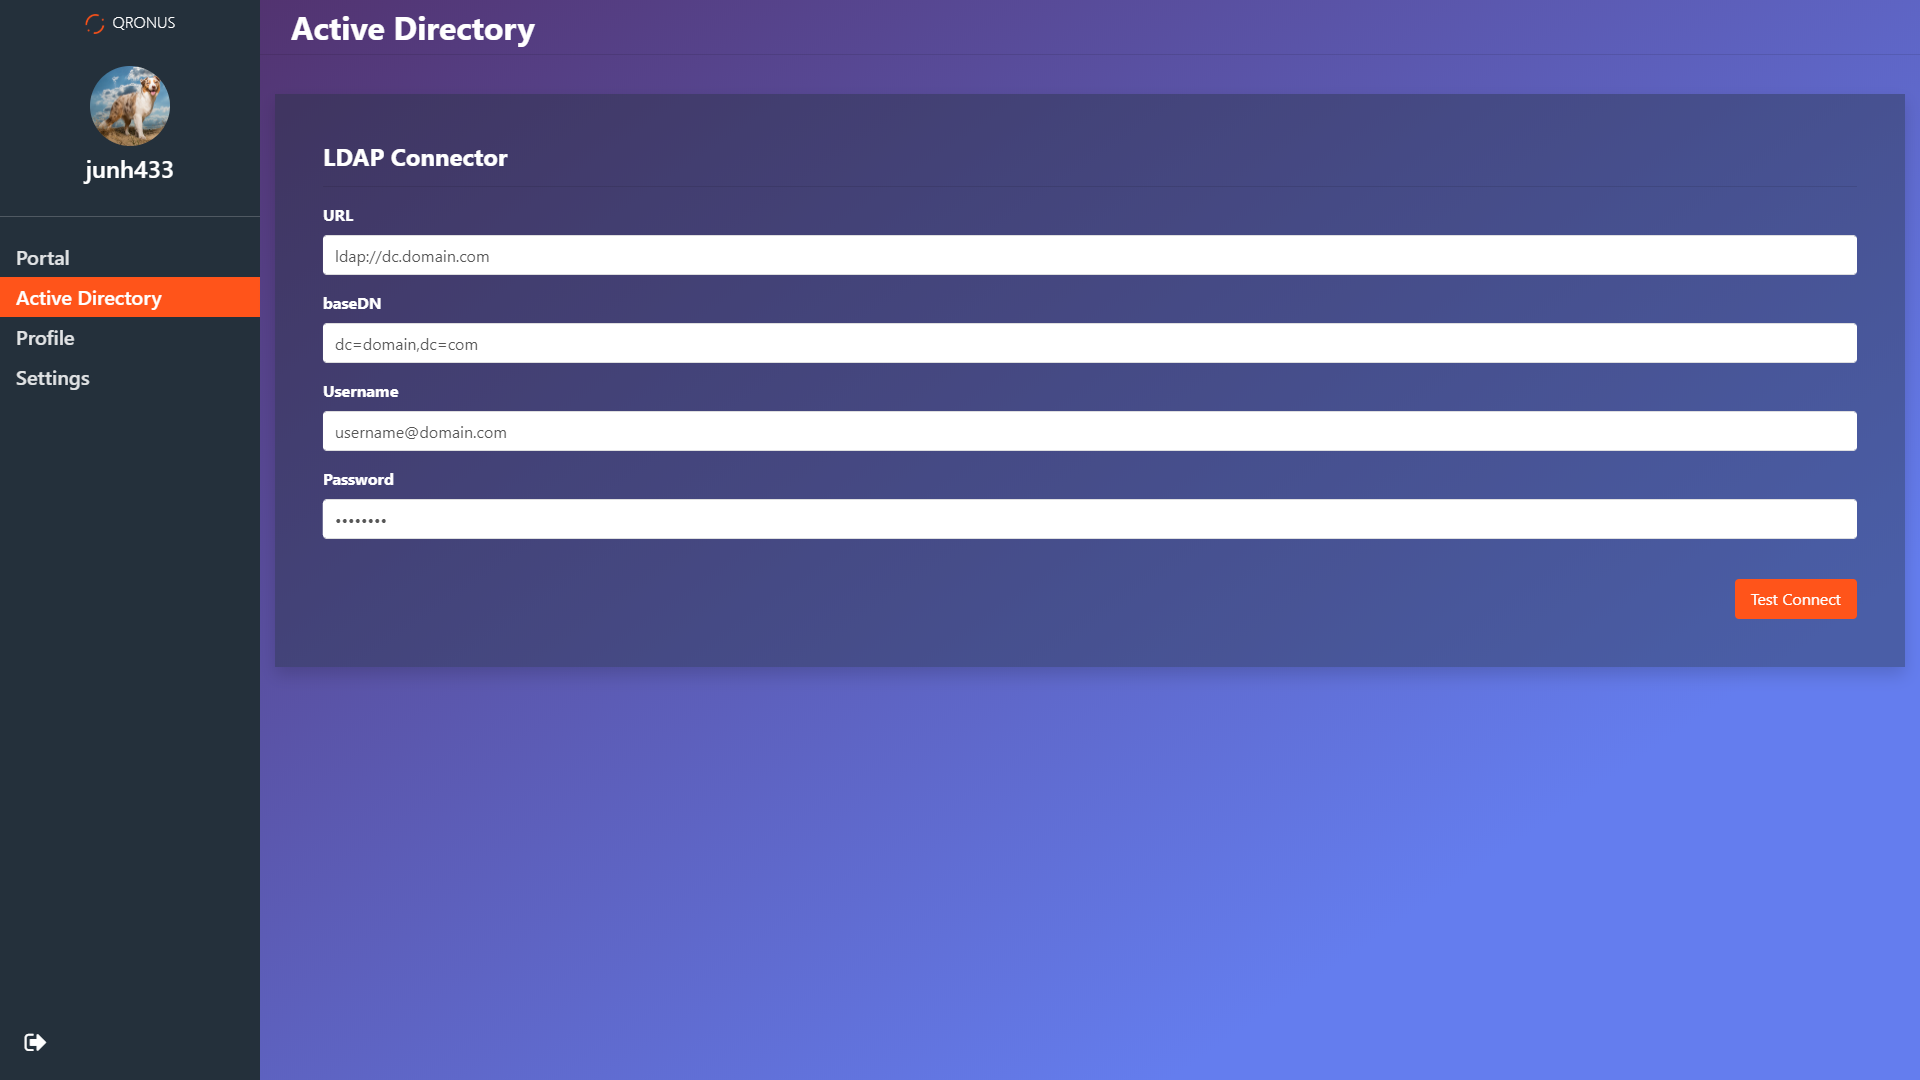 QRONUS
junh433
Portal
Active Directory
Profile
Settings
Active Directory
LDAP Connector
URL
ldap://dc.domain.com
baseDN
dc=domain,dc=com
Username
username@domain.com
Password
••••••••
Test Connect